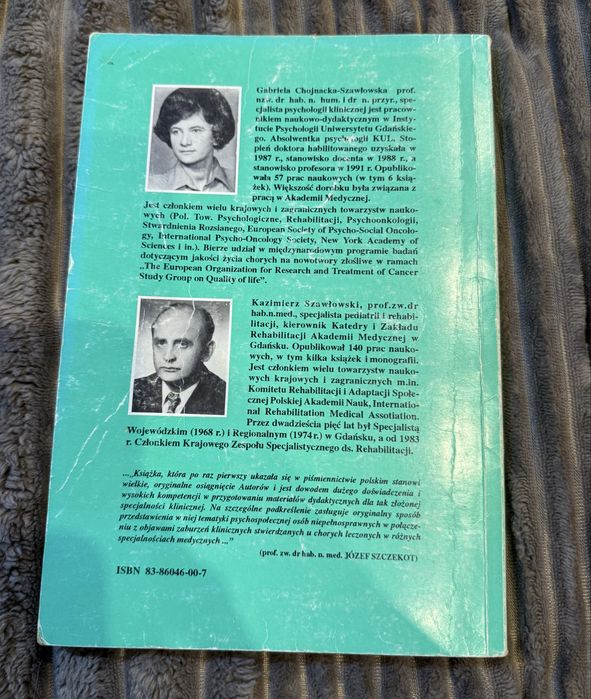 Gabriela Chojnacka-Szawłowska prof.
nzw. dr hab. n. hum. i dr n. przyr., spe-
cjalista psychologii klinicznej jest pracow-
nikiem naukowo-dydaktycznym w Insty-
tucie Psychologii Uniwersytetu Gdańskie-
go. Absolwentka psychologii KUL. Sto-
pień doktora habilitowanego uzyskała w
1987 r., stanowisko docenta w 1988 r., a
stanowisko profesora w 1991 r. Opubliko-
wała 57 prac naukowych (w tym 6 ksią-
żek). Większość dorobku była związana z
pracą w Akademii Medycznej.
Jest członkiem wielu krajowych i zagranicznych towarzystw nauko-
wych (Pol. Tow. Psychologiczne, Rehabilitacji, Psychoonkologii,
Stwardnienia Rozsianego, European Society of Psycho-Social Oncolo-
gy, International Psycho-Oncology Society, New York Academy of
Sciences i in.). Bierze udział w międzynarodowym programie badań
dotyczącym jakości życia chorych na nowotwory złośliwe w ramach
„The European Organization for Research and Treatment of Cancer
Study Group on Quality of life”.
Kazimierz Szawłowski, prof.zw.dr
hab.n.med., specjalista pediatrii i rehabi-
litacji, kierownik Katedry i Zakładu
Rehabilitacji Akademii Medycznej w
Gdańsku. Opublikował 140 prac nauko-
wych, w tym kilka książek i monografii.
Jest członkiem wielu towarzystw nauko-
wych krajowych i zagranicznych m.in.
Komitetu Rehabilitacji i Adaptacji Społe-
cznej Polskiej Akademii Nauk, Internatio-
nal Rehabilitation Medical Assotiation.
Przez dwadzieścia pięć lat był Specjalistą
Wojewódzkim (1968 r.) i Regionalnym (1974 r.) w Gdańsku, a od 1983
r. Członkiem Krajowego Zespołu Specjalistycznego ds. Rehabilitacji.
...„Książka, która po raz pierwszy ukazała się w piśmiennictwie polskim stanowi
wielkie, oryginalne osiągnięcie Autorów i jest dowodem dużego doświadczenia i
wysokich kompetencji w przygotowaniu materiałów dydaktycznych dla tak złożonej
specjalności klinicznej. Na szczególne podkreślenie zasługuje oryginalny sposób
przedstawienia w niej tematyki psychospołecznej osób niepełnosprawnych w połącze-
niu z objawami zaburzeń klinicznych stwierdzanych u chorych leczonych w różnych
specjalnościach medycznych ...”
(prof. zw. dr hab. n. med. JÓZEF SZCZEKOT)
ISBN 83-86046-00-7